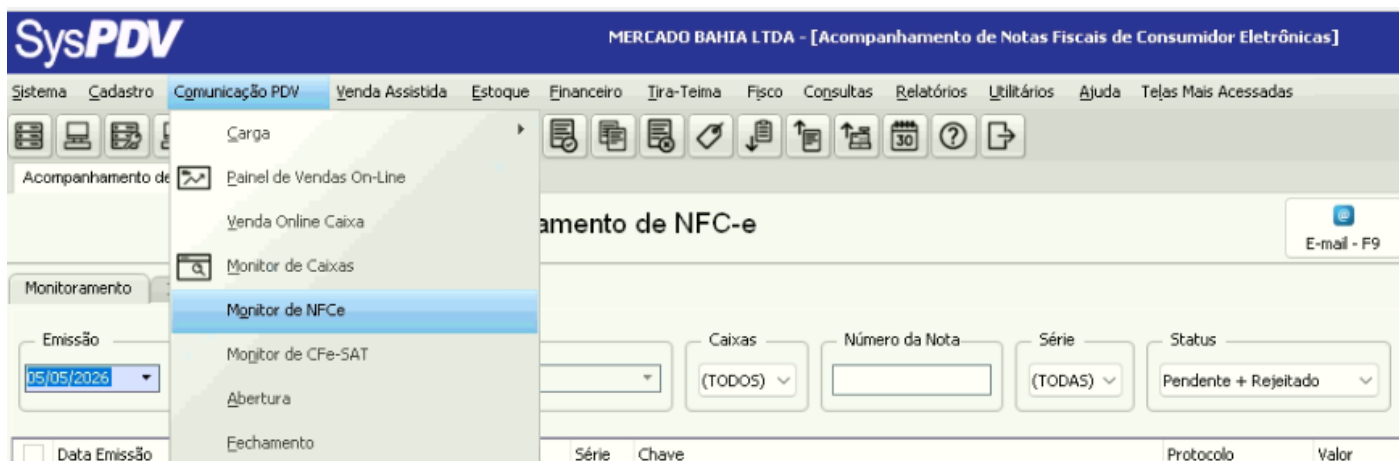 SysPDV
MERCADO BAHIA LTDA - [Acompanhamento de Notas Fiscais de Consumidor Eletrônicas]
Sistema Cadastro Comunicação PDV Venda Assistida Estoque Financeiro Tira-Teima Fisco Consultas Relatórios Utilitários Ajuda Telas Mais Acessadas
30
Acompanhamento de
Carga
Painel de Vendas On-Line
Venda Online Caixa
Monitor de Caixas
Monitor de NFCe
Monitor de CFe-SAT
Abertura
Fechamento
amento de NFC-e
E-mail - F9
Monitoramento
Emissão Caixas Número da Nota Série Status
05/05/2026 (TODOS) (TODAS) Pendente + Rejeitado
Data Emissão Série Chave Protocolo Valor